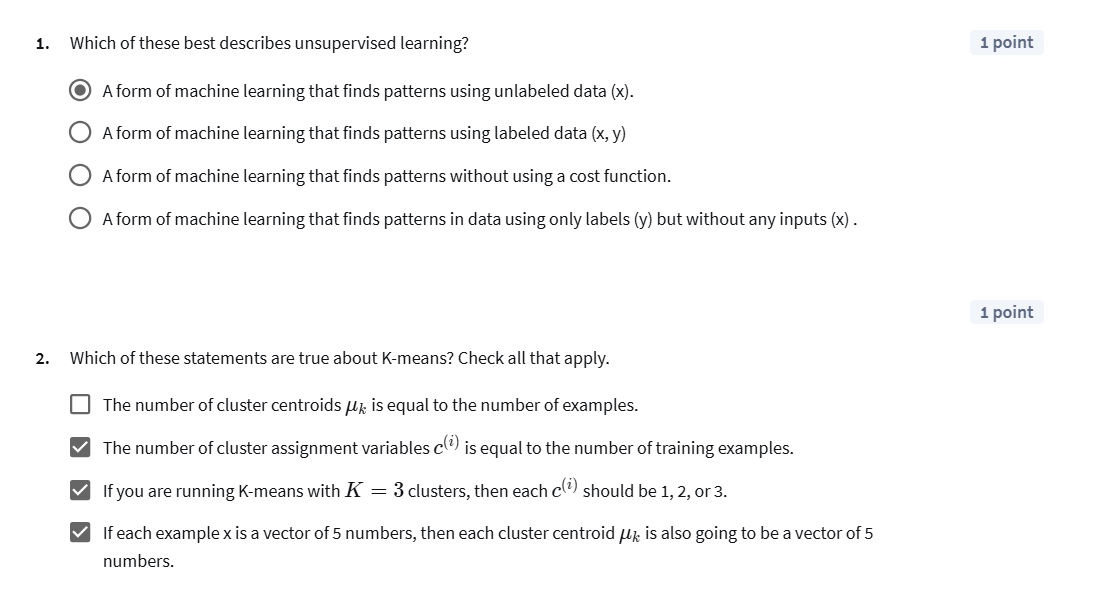 1. Which of these best describes unsupervised learning? 1 point
A form of machine learning that finds patterns using unlabeled data (x).
A form of machine learning that finds patterns using labeled data (x, y)
A form of machine learning that finds patterns without using a cost function.
A form of machine learning that finds patterns in data using only labels (y) but without any inputs (x) .
1 point
2. Which of these statements are true about K-means? Check all that apply.
The number of cluster centroids μₖ is equal to the number of examples.
The number of cluster assignment variables c⁽ⁱ⁾ is equal to the number of training examples.
If you are running K-means with K = 3 clusters, then each c⁽ⁱ⁾ should be 1, 2, or 3.
If each example x is a vector of 5 numbers, then each cluster centroid μₖ is also going to be a vector of 5
numbers.